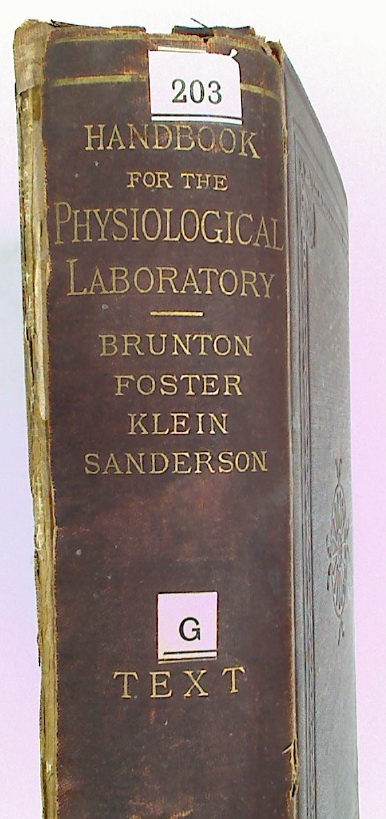 203
HANDBOOK
FOR THE
PHYSIOLOGICAL
LABORATORY
BRUNTON
FOSTER
KLEIN
SANDERSON
G
TEXT